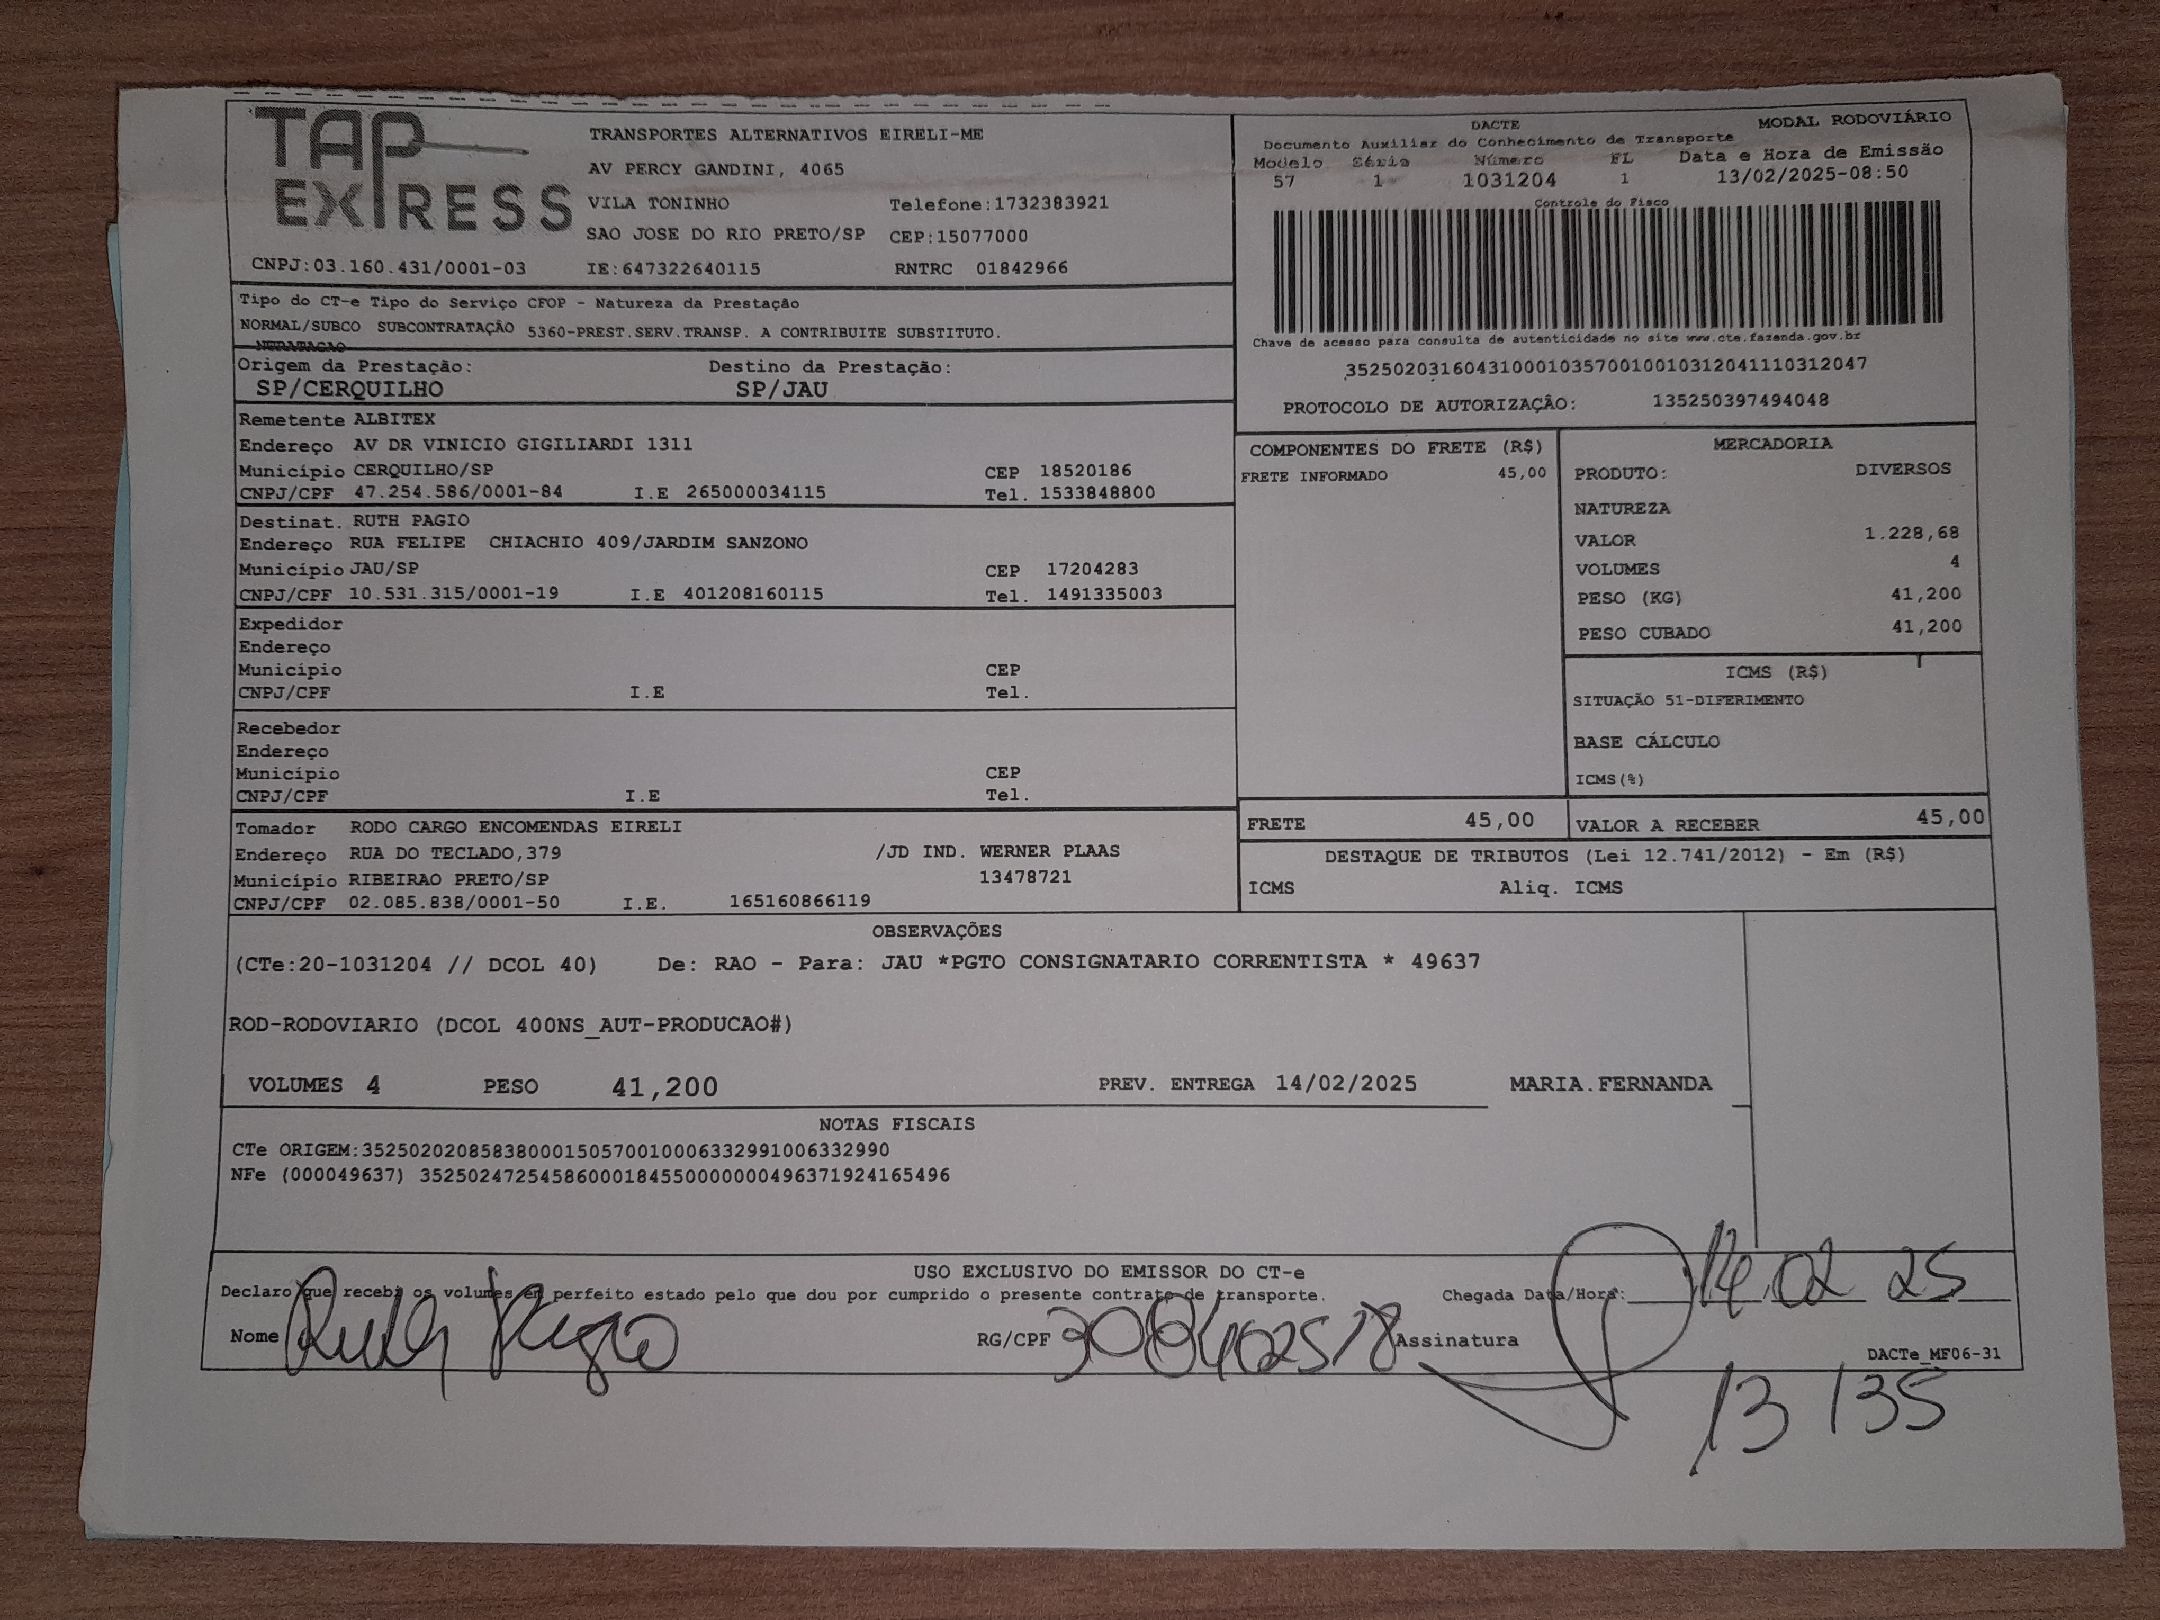 TAP EXPRESS
TRANSPORTES ALTERNATIVOS EIRELI-ME
AV PERCY GANDINI, 4065
VILA TONINHO Telefone:1732383921
SAO JOSE DO RIO PRETO/SP CEP:15077000
CNPJ:03.160.431/0001-03 IE:647322640115 RNTRC 01842966
DACTE MODAL RODOVIÁRIO
Documento Auxiliar do Conhecimento de Transporte
Modelo Série Número FL Data e Hora de Emissão
57 1 1031204 1 13/02/2025-08:50
Controle do Fisco
Chave de acesso para consulta de autenticidade no site www.cte.fazenda.gov.br
35250203160431000103570010010312041110312047
PROTOCOLO DE AUTORIZAÇÃO: 135250397494048
Tipo do CT-e Tipo do Serviço CFOP - Natureza da Prestação
NORMAL/SUBCO SUBCONTRATAÇÃO 5360-PREST.SERV.TRANSP. A CONTRIBUITE SUBSTITUTO.
Origem da Prestação: Destino da Prestação:
SP/CERQUILHO SP/JAU
Remetente ALBITEX
Endereço AV DR VINICIO GIGILIARDI 1311
Município CERQUILHO/SP CEP 18520186
CNPJ/CPF 47.254.586/0001-84 I.E 265000034115 Tel. 1533848800
Destinat. RUTH PAGIO
Endereço RUA FELIPE CHIACHIO 409/JARDIM SANZONO
Município JAU/SP CEP 17204283
CNPJ/CPF 10.531.315/0001-19 I.E 401208160115 Tel. 1491335003
Expedidor
Endereço
Município CEP
CNPJ/CPF I.E Tel.
Recebedor
Endereço
Município CEP
CNPJ/CPF I.E Tel.
Tomador RODO CARGO ENCOMENDAS EIRELI
Endereço RUA DO TECLADO,379 /JD IND. WERNER PLAAS
Município RIBEIRAO PRETO/SP 13478721
CNPJ/CPF 02.085.838/0001-50 I.E. 165160866119
COMPONENTES DO FRETE (R$)
FRETE INFORMADO 45,00
MERCADORIA
PRODUTO: DIVERSOS
NATUREZA
VALOR 1.228,68
VOLUMES 4
PESO (KG) 41,200
PESO CUBADO 41,200
ICMS (R$)
SITUAÇÃO 51-DIFERIMENTO
BASE CÁLCULO
ICMS(%)
FRETE 45,00 VALOR A RECEBER 45,00
DESTAQUE DE TRIBUTOS (Lei 12.741/2012) - Em (R$)
ICMS Aliq. ICMS
OBSERVAÇÕES
(CTe:20-1031204 // DCOL 40) De: RAO - Para: JAU *PGTO CONSIGNATARIO CORRENTISTA * 49637
ROD-RODOVIARIO (DCOL 400NS_AUT-PRODUCAO#)
VOLUMES 4 PESO 41,200 PREV. ENTREGA 14/02/2025 MARIA.FERNANDA
NOTAS FISCAIS
CTe ORIGEM:35250202085838000150570010006332991006332990
NFe (000049637) 35250247254586000184550000000496371924165496
USO EXCLUSIVO DO EMISSOR DO CT-e
Declaro que recebi os volumes em perfeito estado pelo que dou por cumprido o presente contrato de transporte. Chegada Data/Hora: 14 02 25
Nome Ruth Pagio RG/CPF Assinatura
DACTe_MF06-31
13 135